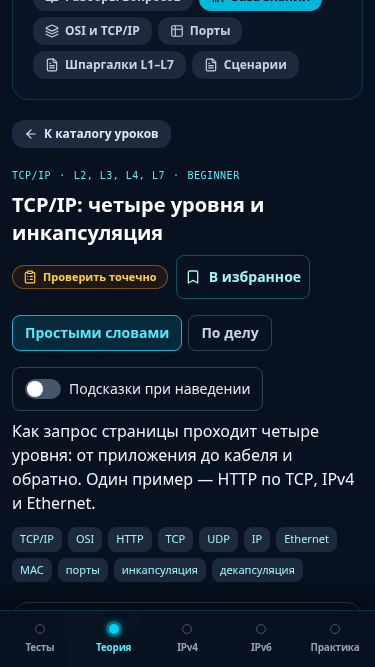 OSI и TCP/IP
Порты
Шпаргалки L1–L7
Сценарии
К каталогу уроков
TCP/IP · L2, L3, L4, L7 · BEGINNER
TCP/IP: четыре уровня и
инкапсуляция
Проверить точечно
В избранное
Простыми словами
По делу
Подсказки при наведении
Как запрос страницы проходит четыре
уровня: от приложения до кабеля и
обратно. Один пример — HTTP по TCP, IPv4
и Ethernet.
TCP/IP
OSI
HTTP
TCP
UDP
IP
Ethernet
MAC
порты
инкапсуляция
декапсуляция
Тесты
Теория
IPv4
IPv6
Практика